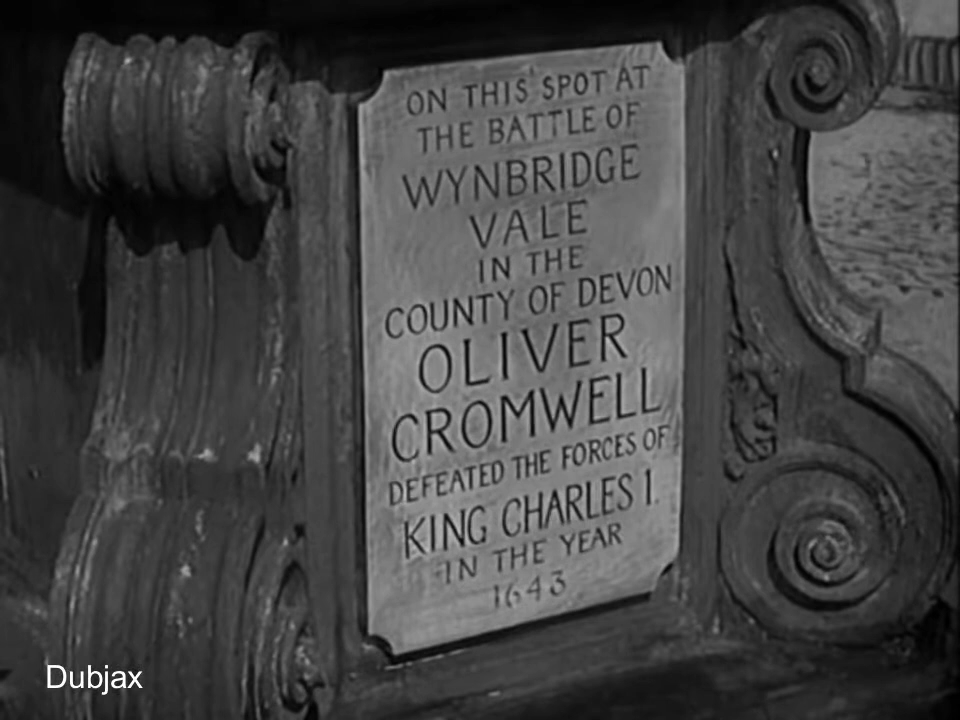 ON THIS SPOT AT
THE BATTLE OF
WYNBRIDGE
VALE
IN THE
COUNTY OF DEVON
OLIVER
CROMWELL
DEFEATED THE FORCES OF
KING CHARLES I.
IN THE YEAR
1643
Dubjax